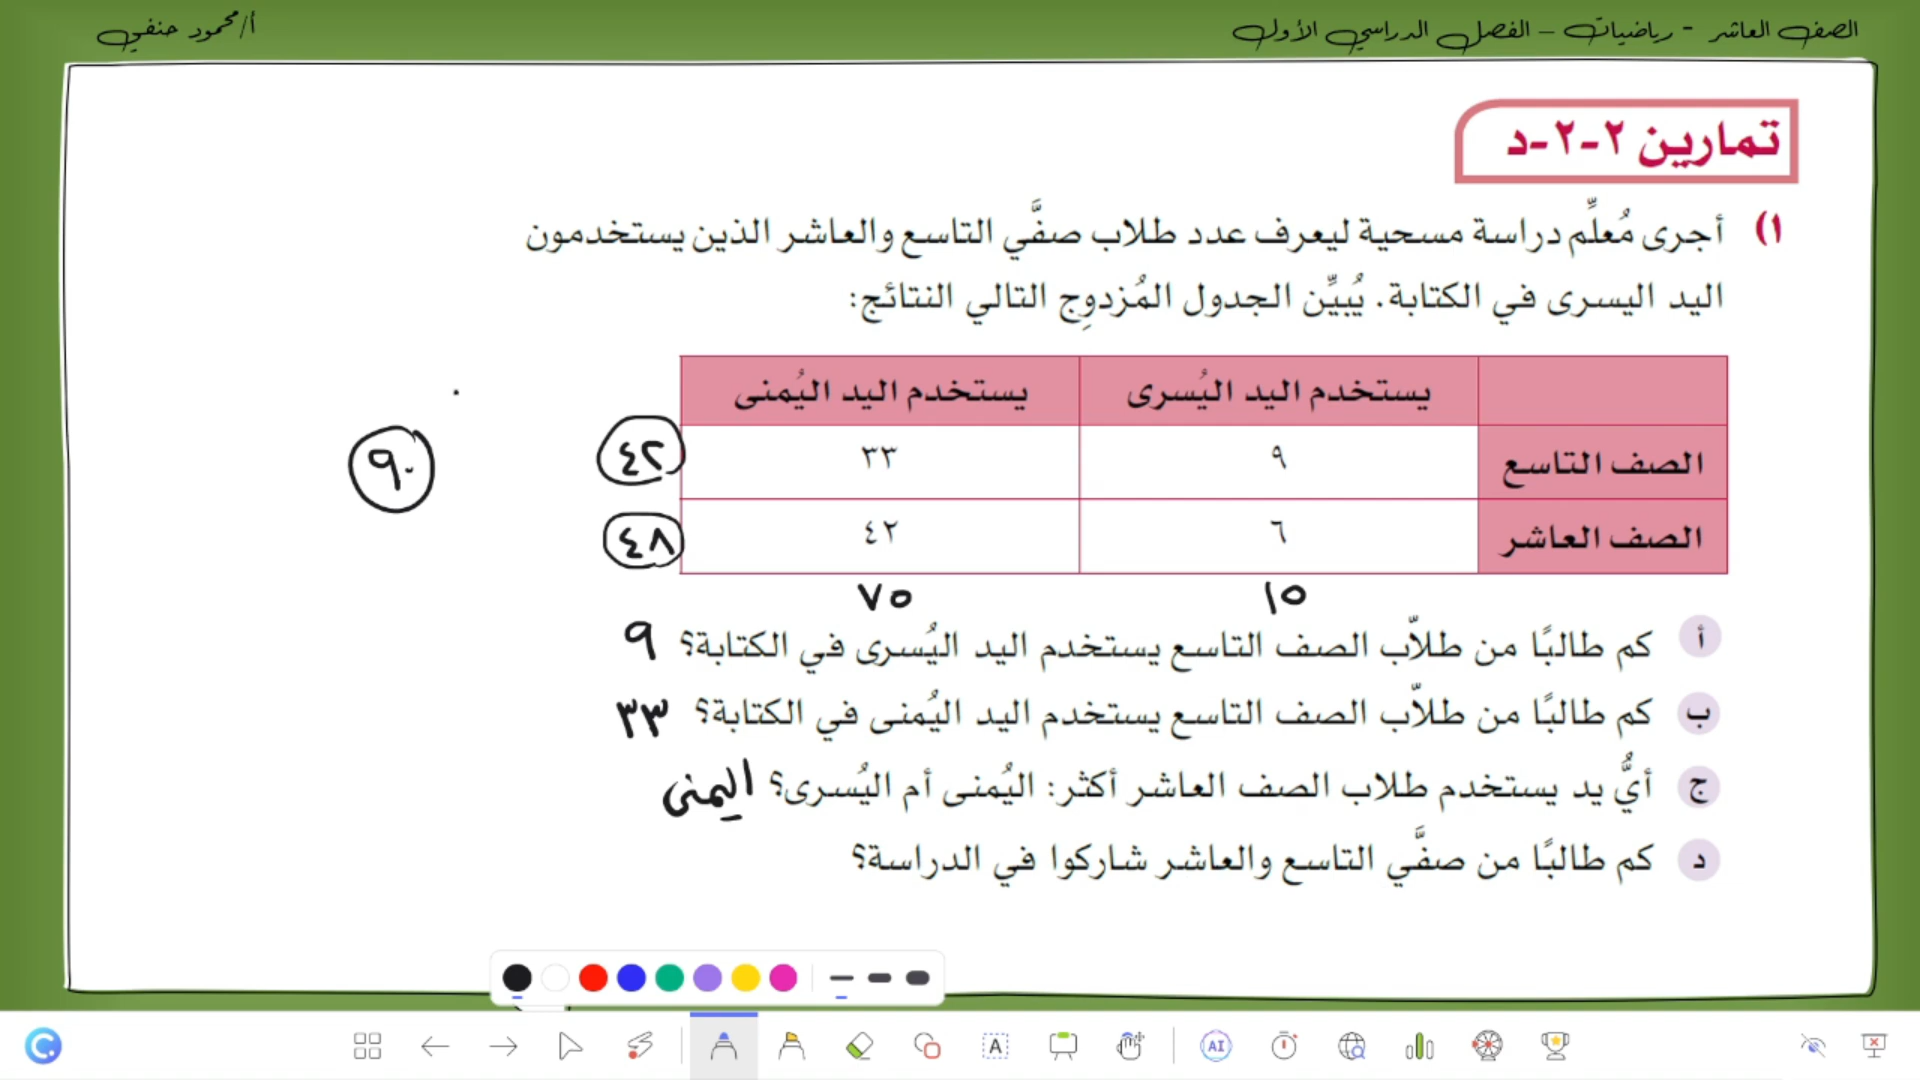 الصف العاشر - رياضيات – الفصل الدراسي الأول
أ/محمود حنفي
تمارين ٢-٢-د
١) أجرى مُعلِّم دراسة مسحية ليعرف عدد طلاب صفَّي التاسع والعاشر الذين يستخدمون
اليد اليسرى في الكتابة. يُبيِّن الجدول المُزدوِج التالي النتائج:
يستخدم اليد اليُسرى يستخدم اليد اليُمنى
الصف التاسع ٩ ٣٣ ٤٢ ٩٠
الصف العاشر ٦ ٤٢ ٤٨
١٥ ٧٥
أ كم طالبًا من طلاّب الصف التاسع يستخدم اليد اليُسرى في الكتابة؟ ٩
ب كم طالبًا من طلاّب الصف التاسع يستخدم اليد اليُمنى في الكتابة؟ ٣٣
ج أيُّ يد يستخدم طلاب الصف العاشر أكثر: اليُمنى أم اليُسرى؟ اليمنى
د كم طالبًا من صفَّي التاسع والعاشر شاركوا في الدراسة؟
A
AI